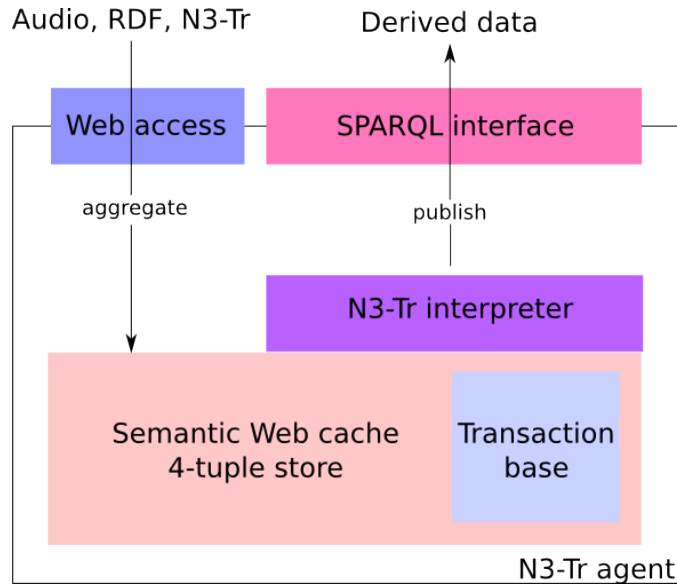 Audio, RDF, N3-Tr
Derived data
Web access
SPARQL interface
aggregate
publish
N3-Tr interpreter
Semantic Web cache
4-tuple store
Transaction
base
N3-Tr agent